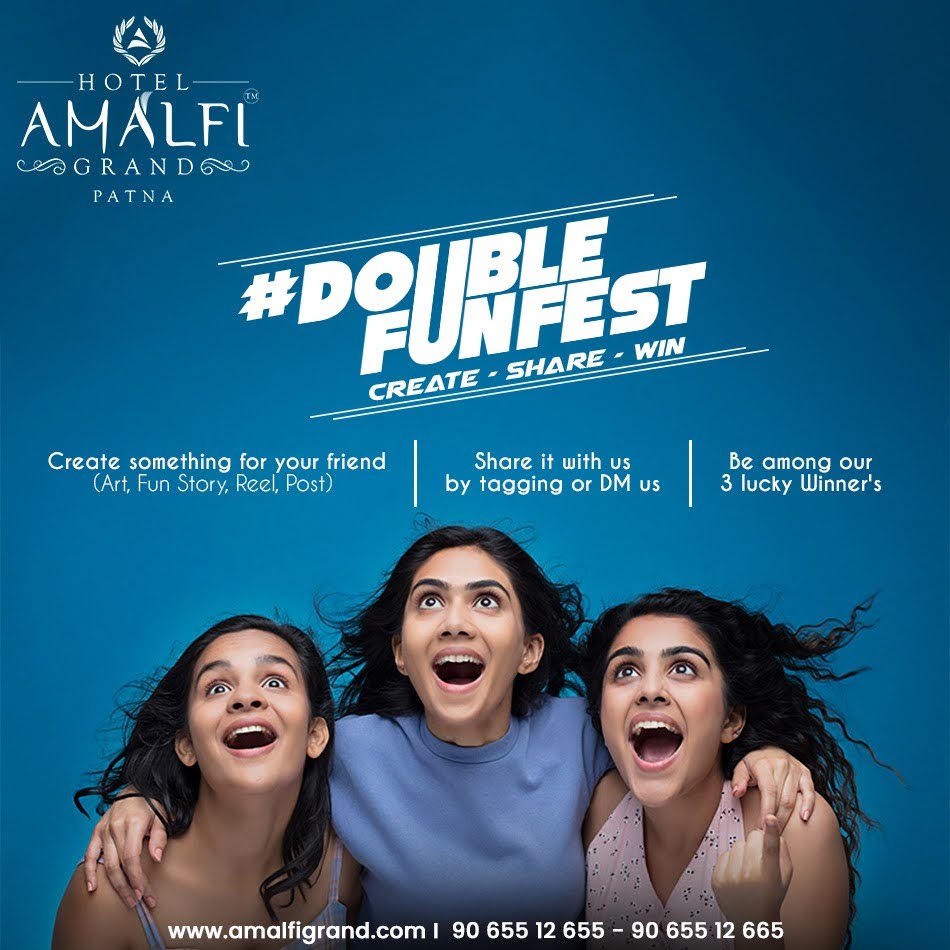 HOTEL
AMALFI™
GRAND
PATNA
#DOUBLE
FUNFEST
CREATE - SHARE - WIN
Create something for your friend
(Art, Fun Story, Reel, Post)
Share it with us
by tagging or DM us
Be among our
3 lucky Winner's
www.amalfigrand.com I 90 655 12 655 - 90 655 12 665